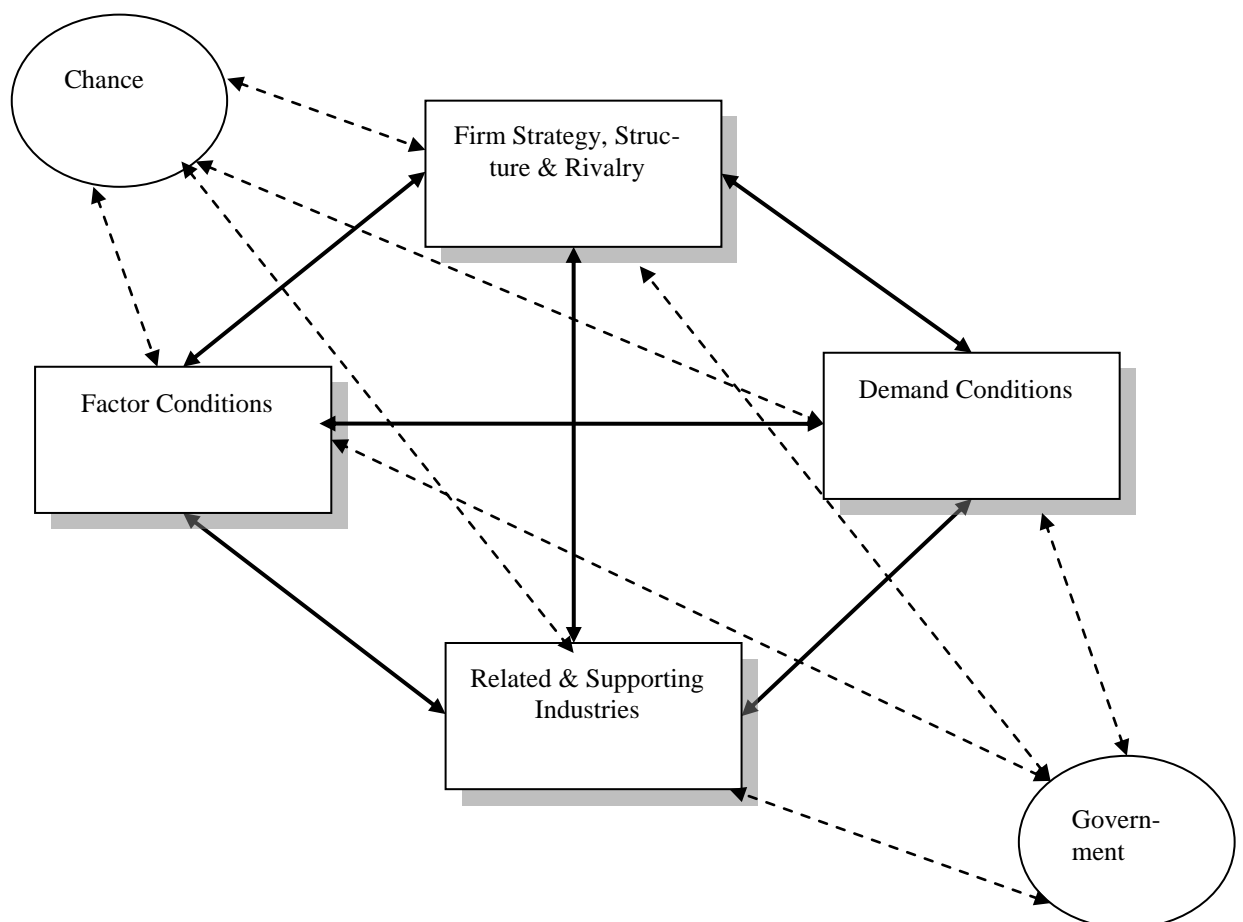 Chance
Firm Strategy, Struc-
ture & Rivalry
Factor Conditions
Demand Conditions
Related & Supporting
Industries
Govern-
ment